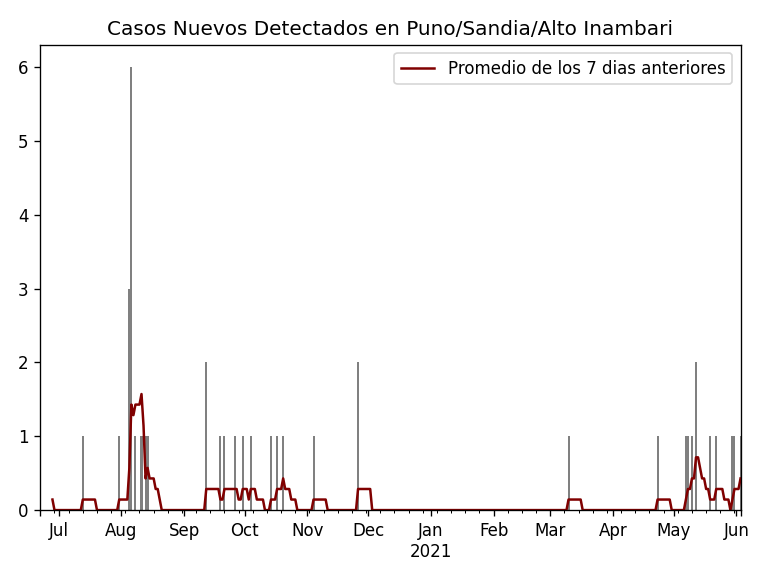 Casos Nuevos Detectados en Puno/Sandia/Alto Inambari
Promedio de los 7 dias anteriores
6
5
4
3
2
1
0
Jul Aug Sep Oct Nov Dec Jan Feb Mar Apr May Jun
2021